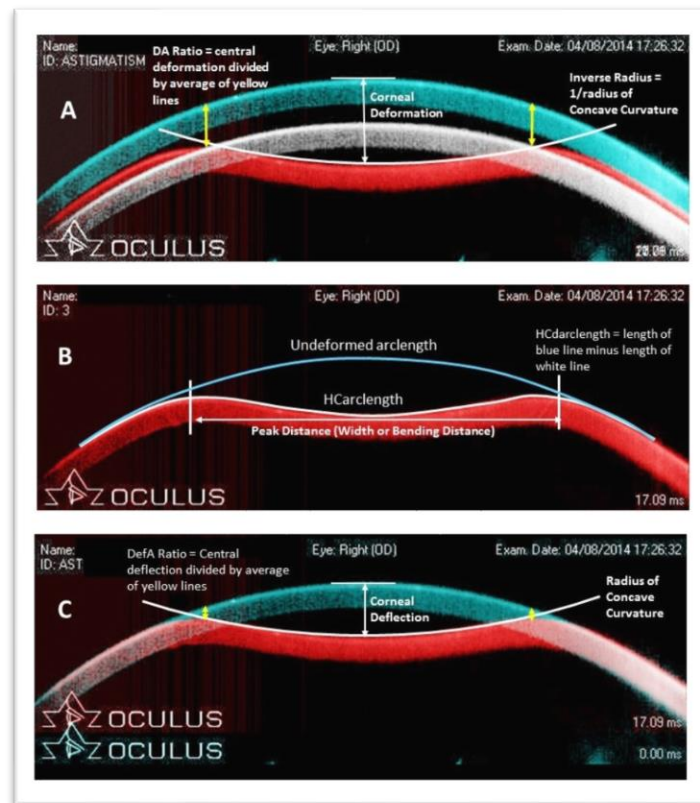 Name:
ID: ASTIGMATISM
Eye: Right (OD)
Exam. Date: 04/08/2014 17:26:32
DA Ratio = central
deformation divided
by average of yellow
lines
Corneal
Deformation
Inverse Radius =
1/radius of
Concave Curvature
A
OCULUS
ms
Name:
ID: 3
Eye: Right (OD)
Exam. Date: 04/08/2014 17:26:32
B
Undeformed arclength
HCdarclength = length of
blue line minus length of
white line
HCarclength
Peak Distance (Width or Bending Distance)
OCULUS
17.09 ms
Name:
ID: AST
Eye: Right (OD)
Exam. Date: 04/08/2014 17:26:32
DefA Ratio = Central
deflection divided by average
of yellow lines
Corneal
Deflection
Radius of
Concave
Curvature
C
OCULUS
17.09 ms
OCULUS
0.00 ms